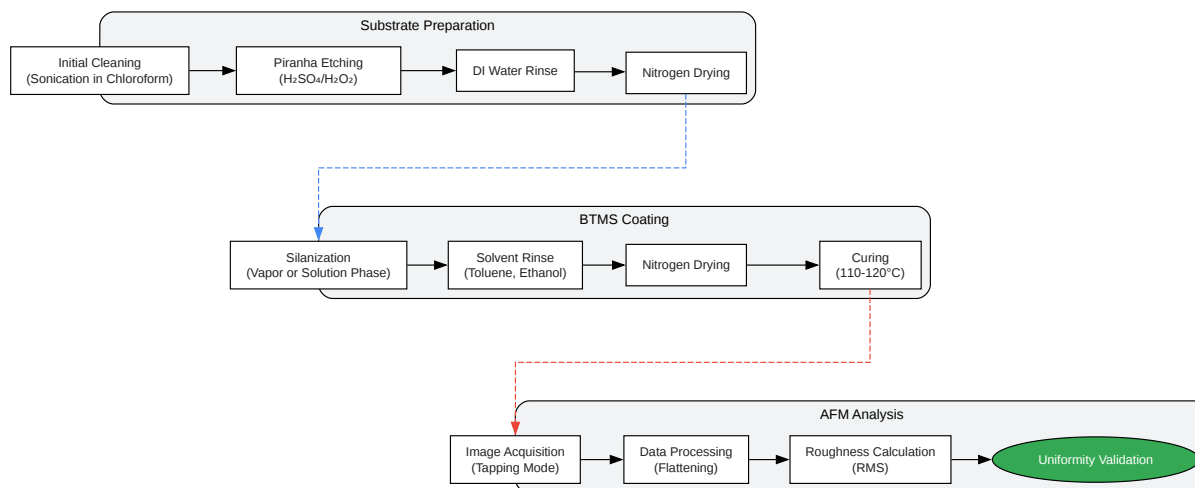 Substrate Preparation
Initial Cleaning
(Sonication in Chloroform)
Piranha Etching
(H₂SO₄/H₂O₂)
DI Water Rinse
Nitrogen Drying
BTMS Coating
Silanization
(Vapor or Solution Phase)
Solvent Rinse
(Toluene, Ethanol)
Nitrogen Drying
Curing
(110-120°C)
AFM Analysis
Image Acquisition
(Tapping Mode)
Data Processing
(Flattening)
Roughness Calculation
(RMS)
Uniformity Validation